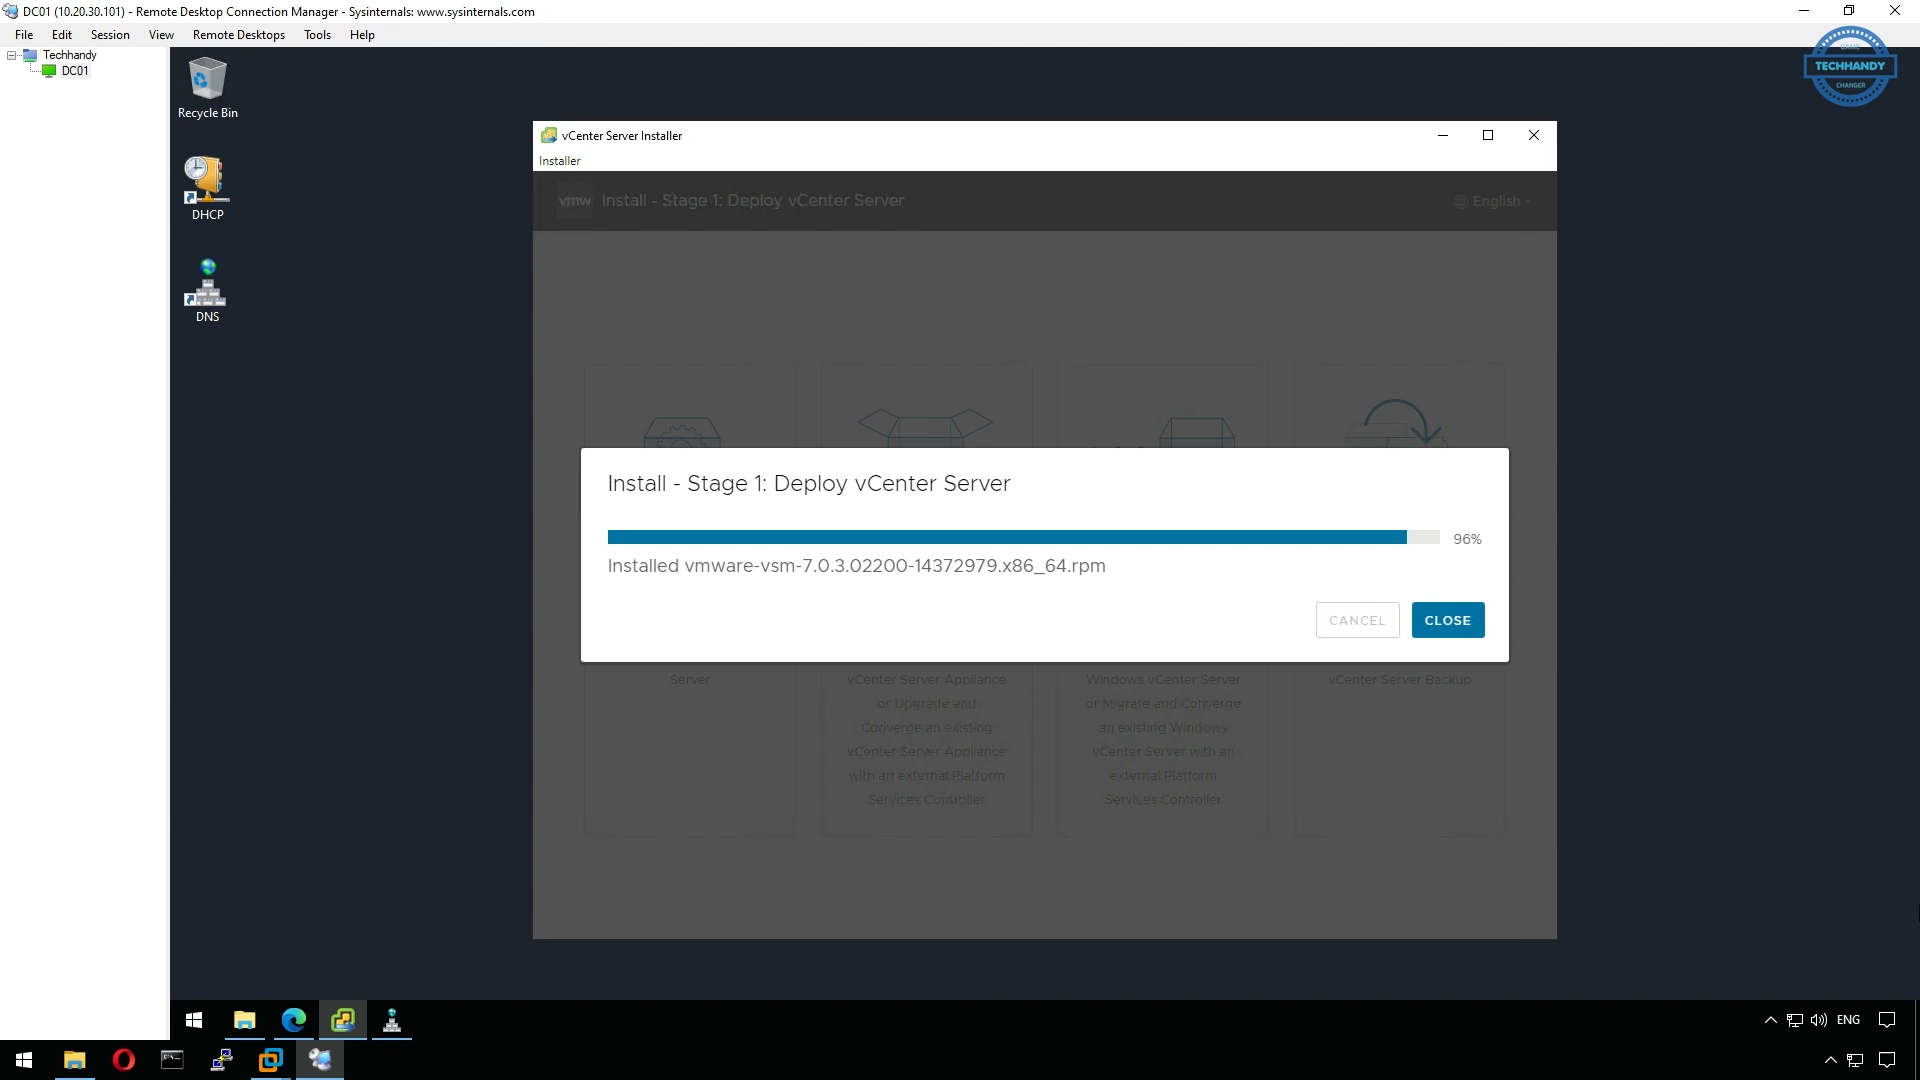 DC01 (10.20.30.101) - Remote Desktop Connection Manager - Sysinternals: www.sysinternals.com
File Edit Session View Remote Desktops Tools Help
Techhandy
DC01
TECHHANDY
CHANGER
Recycle Bin
DHCP
DNS
vCenter Server Installer
Installer
vmw Install - Stage 1: Deploy vCenter Server
English
Install - Stage 1: Deploy vCenter Server
96%
Installed vmware-vsm-7.0.3.02200-14372979.x86_64.rpm
CANCEL CLOSE
Server
vCenter Server Appliance
or Upgrade and
Converge an existing
vCenter Server Appliance
with an external Platform
Services Controller
Windows vCenter Server
or Migrate and Converge
an existing Windows
vCenter Server with an
external Platform
Services Controller
vCenter Server Backup
ENG